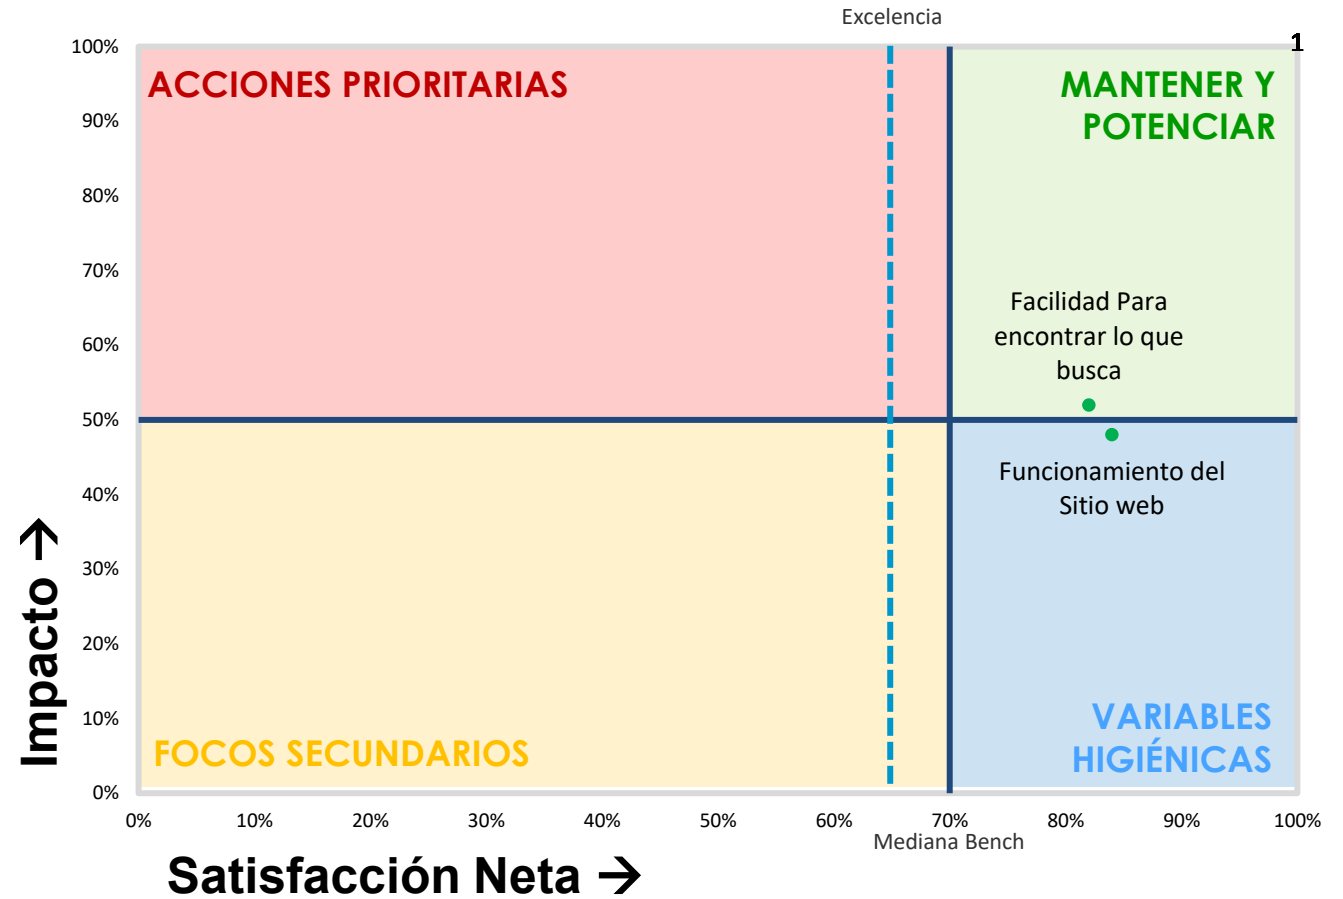 Excelencia
1
100%
90%
80%
70%
60%
50%
40%
30%
20%
10%
0%
ACCIONES PRIORITARIAS
MANTENER Y
POTENCIAR
Facilidad Para
encontrar lo que
busca
Funcionamiento del
Sitio web
FOCOS SECUNDARIOS
VARIABLES
HIGIÉNICAS
Impacto →
0% 10% 20% 30% 40% 50% 60% 70% 80% 90% 100%
Mediana Bench
Satisfacción Neta →